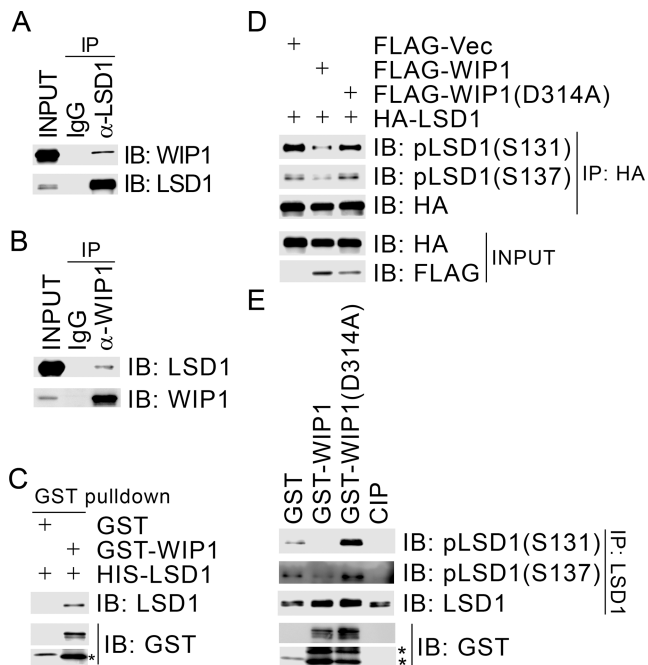 A
IP
INPUT
IgG
α-LSD1
IB: WIP1
IB: LSD1
B
IP
INPUT
IgG
α-WIP1
IB: LSD1
IB: WIP1
C
GST pulldown
+ GST
+ GST-WIP1
+ + HIS-LSD1
IB: LSD1
IB: GST
*
D
+ FLAG-Vec
+ FLAG-WIP1
+ FLAG-WIP1(D314A)
+ + + HA-LSD1
IB: pLSD1(S131)
IB: pLSD1(S137)
IB: HA
IP: HA
IB: HA
IB: FLAG
INPUT
E
GST
GST-WIP1
GST-WIP1(D314A)
CIP
IB: pLSD1(S131)
IB: pLSD1(S137)
IB: LSD1
IP: LSD1
IB: GST
*
*